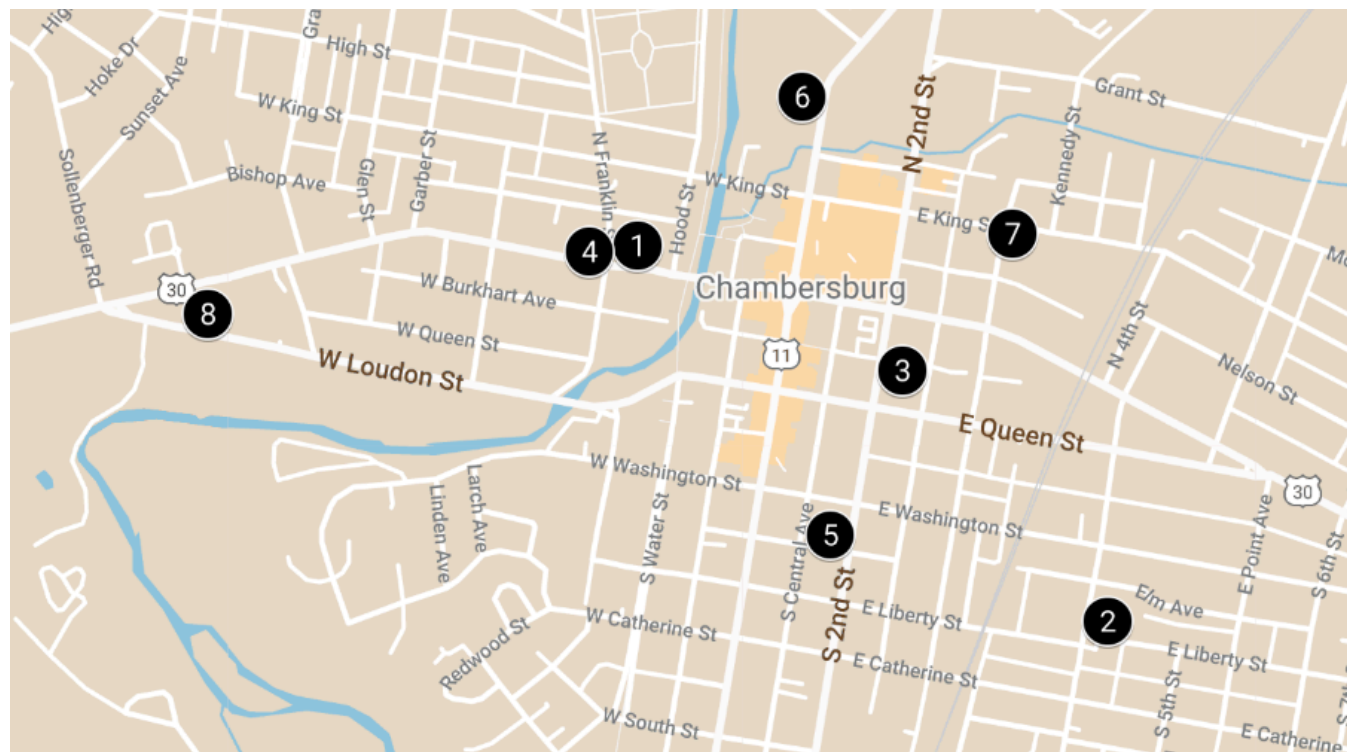 High St
Hoke Dr
Sunset Ave
W King St
Sollenberger Rd
Bishop Ave
Glen St
Garber St
N Franklin
Hood St
W King St
6
N 2nd St
Grant St
Kennedy St
E King S
7
4
1
Chambersburg
30
8
W Burkhart Ave
W Queen St
W Loudon St
11
3
N 4th St
Nelson St
E Queen St
30
W Washington St
Larch Ave
Linden Ave
S Water St
S Central Ave
5
E Washington St
S 2nd St
E Point Ave
S 6th St
Elm Ave
2
E Liberty St
E Liberty St
W Catherine St
Redwood St
E Catherine St
S 5th St
W South St
E Catherine
S 7th